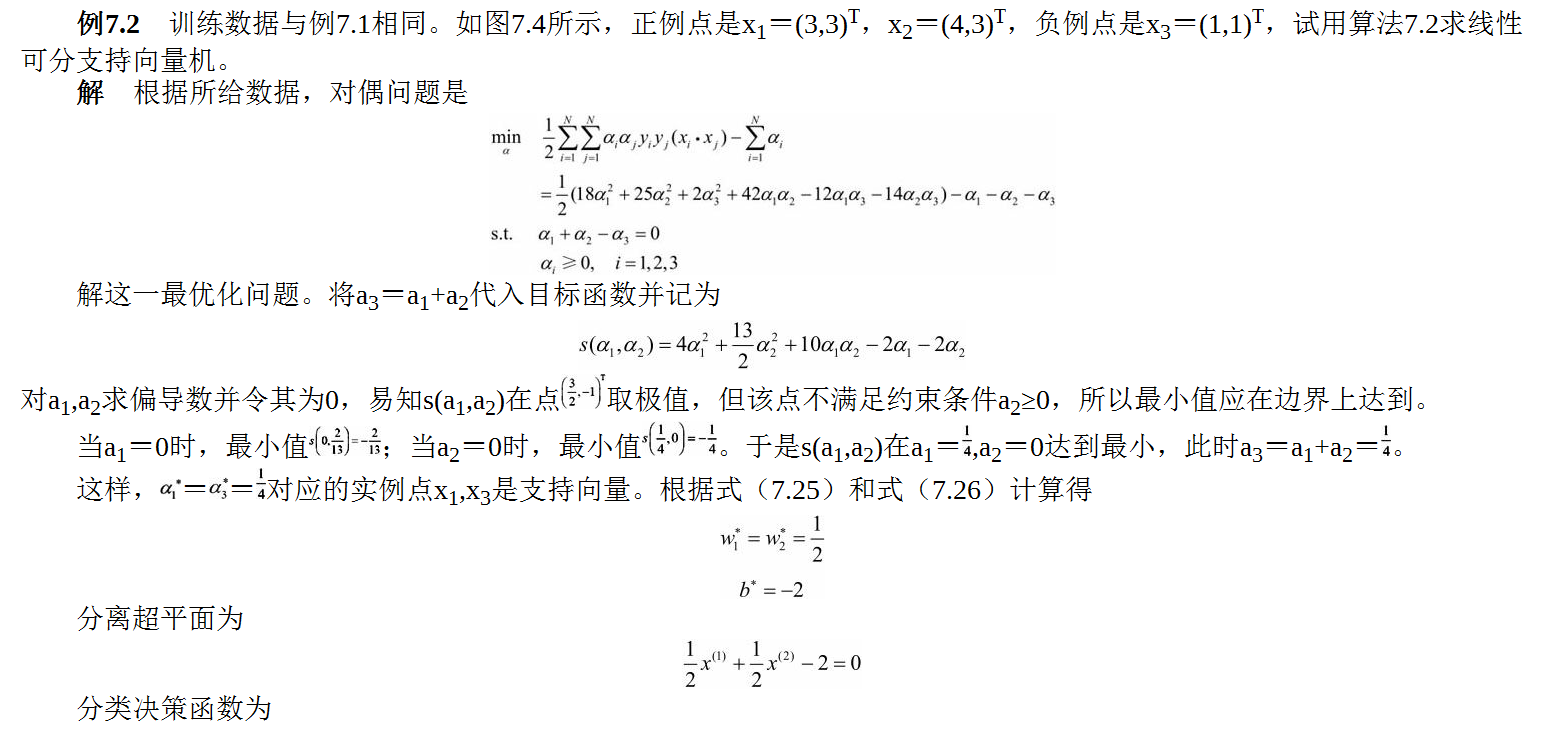 例7.2 训练数据与例7.1相同。如图7.4所示，正例点是x₁＝(3,3)ᵀ，x₂＝(4,3)ᵀ，负例点是x₃＝(1,1)ᵀ，试用算法7.2求线性
可分支持向量机。
解 根据所给数据，对偶问题是
min_α 1/2 ∑_{i=1}^{N} ∑_{j=1}^{N} α_i α_j y_i y_j (x_i • x_j) − ∑_{i=1}^{N} α_i
= 1/2 (18α₁² + 25α₂² + 2α₃² + 42α₁α₂ − 12α₁α₃ − 14α₂α₃) − α₁ − α₂ − α₃
s.t. α₁ + α₂ − α₃ = 0
α_i ⩾ 0, i = 1,2,3
解这一最优化问题。将a₃＝a₁+a₂代入目标函数并记为
s(α₁,α₂) = 4α₁² + 13/2 α₂² + 10α₁α₂ − 2α₁ − 2α₂
对a₁,a₂求偏导数并令其为0，易知s(a₁,a₂)在点(3/2,−1)ᵀ取极值，但该点不满足约束条件a₂≥0，所以最小值应在边界上达到。
当a₁＝0时，最小值s(0,2/13)=−2/13；当a₂＝0时，最小值s(1/4,0)=−1/4。于是s(a₁,a₂)在a₁＝1/4,a₂＝0达到最小，此时a₃＝a₁+a₂＝1/4。
这样，α₁*＝α₃*＝1/4对应的实例点x₁,x₃是支持向量。根据式（7.25）和式（7.26）计算得
w₁* = w₂* = 1/2
b* = −2
分离超平面为
1/2 x⁽¹⁾ + 1/2 x⁽²⁾ − 2 = 0
分类决策函数为